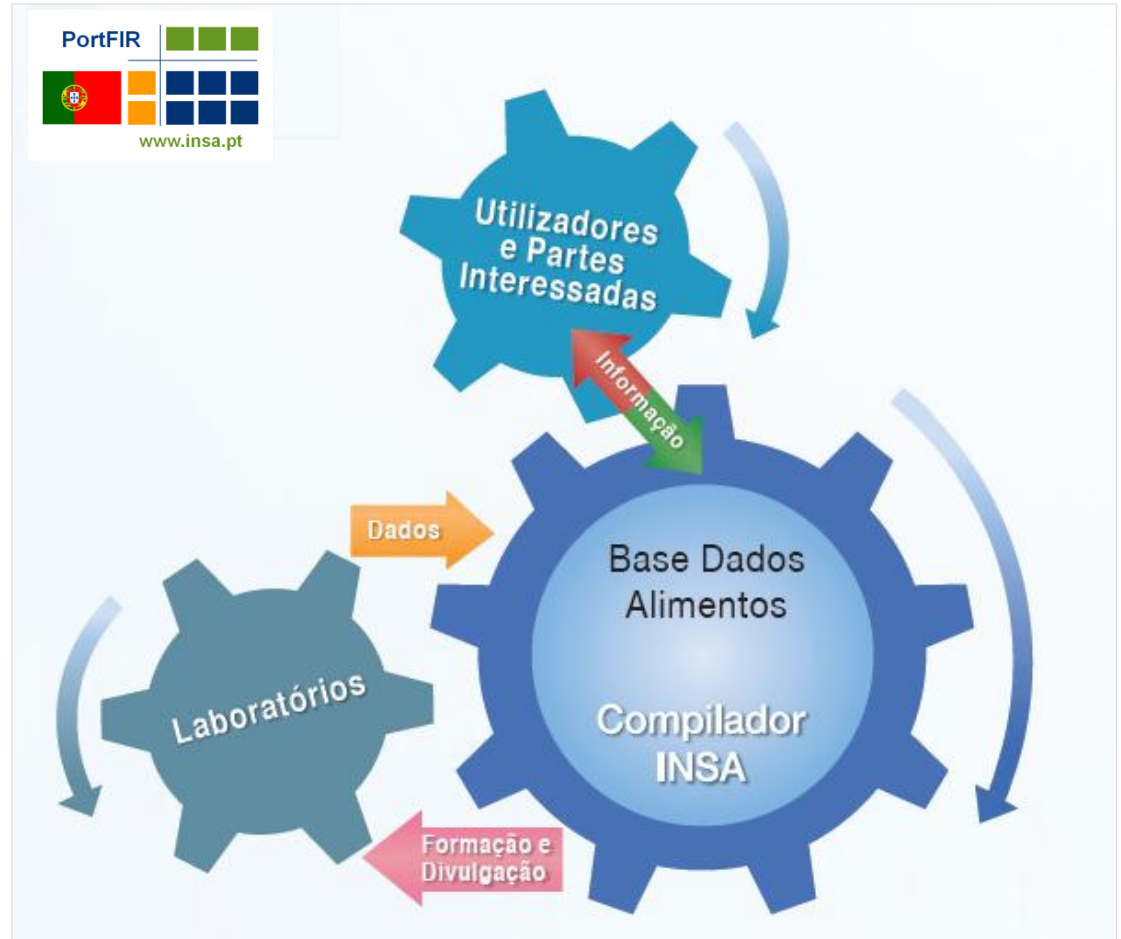 PortFIR
www.insa.pt
Utilizadores
e Partes
Interessadas
Informação
Dados
Base Dados
Alimentos
Compilador
INSA
Laboratórios
Formação e
Divulgação